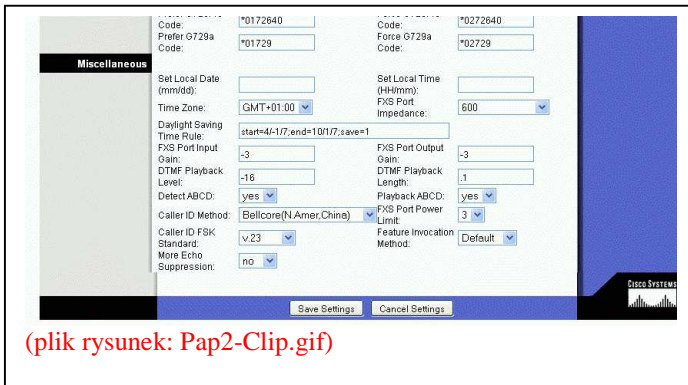 Code: *0172640 Code: *0272640
Prefer G729a Code: *01729 Force G729a Code: *02729
Miscellaneous
Set Local Date (mm/dd): Set Local Time (HH/mm):
Time Zone: GMT+01:00 FXS Port Impedance: 600
Daylight Saving Time Rule: start=4/-1/7;end=10/1/7;save=1
FXS Port Input Gain: -3 FXS Port Output Gain: -3
DTMF Playback Level: -16 DTMF Playback Length: .1
Detect ABCD: yes Playback ABCD: yes
Caller ID Method: Bellcore(N.Amer,China) FXS Port Power Limit: 3
Caller ID FSK Standard: v.23 Feature Invocation Method: Default
More Echo Suppression: no
CISCO SYSTEMS
Save Settings Cancel Settings
(plik rysunek: Pap2-Clip.gif)